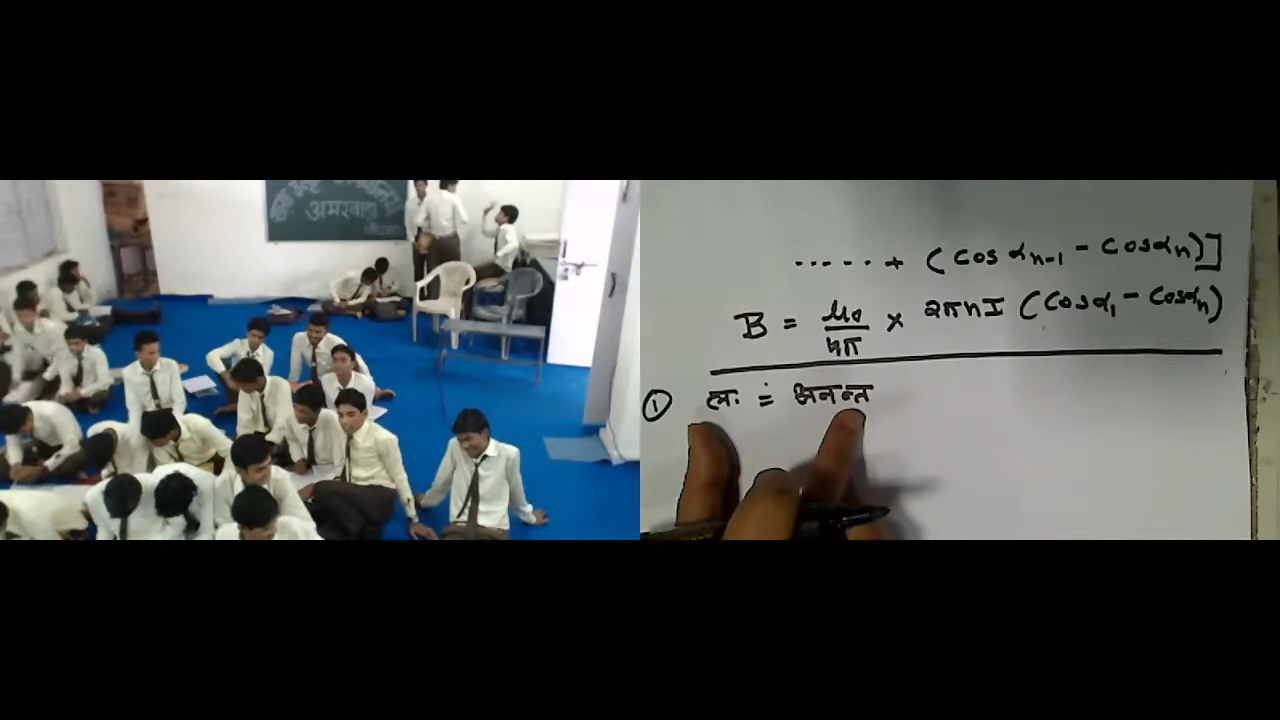 अमरवाड़ा
..... + (cos αn-1 - cos αn)]
B = μ0/4π × 2πnI (cos α1 - cos αn)
① ल. = अनन्त